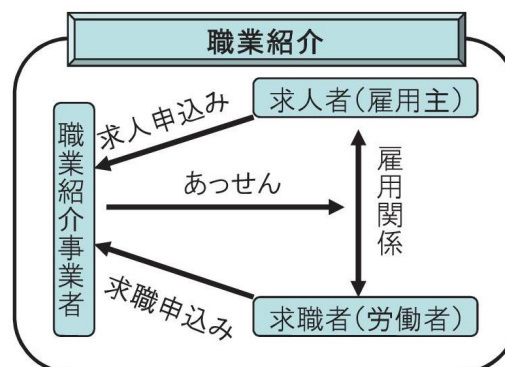 職業紹介
求人者(雇用主)
求人申込み
職業紹介事業者
あっせん
雇用関係
求職申込み
求職者(労働者)